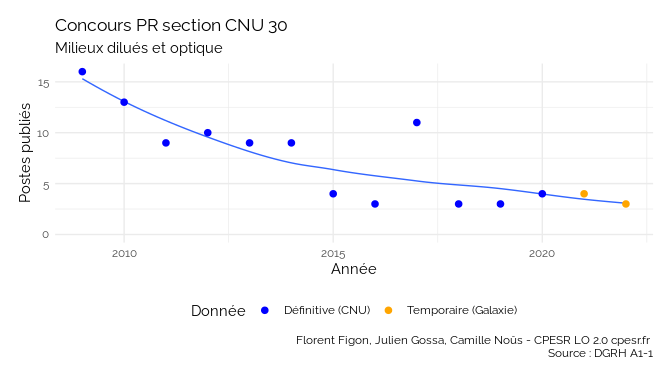 Concours PR section CNU 30
Milieux dilués et optique
Postes publiés
15
10
5
0
2010
2015
2020
Année
Donnée
Définitive (CNU)
Temporaire (Galaxie)
Florent Figon, Julien Gossa, Camille Noûs - CPESR LO 2.0 cpesr.fr
Source : DGRH A1-1